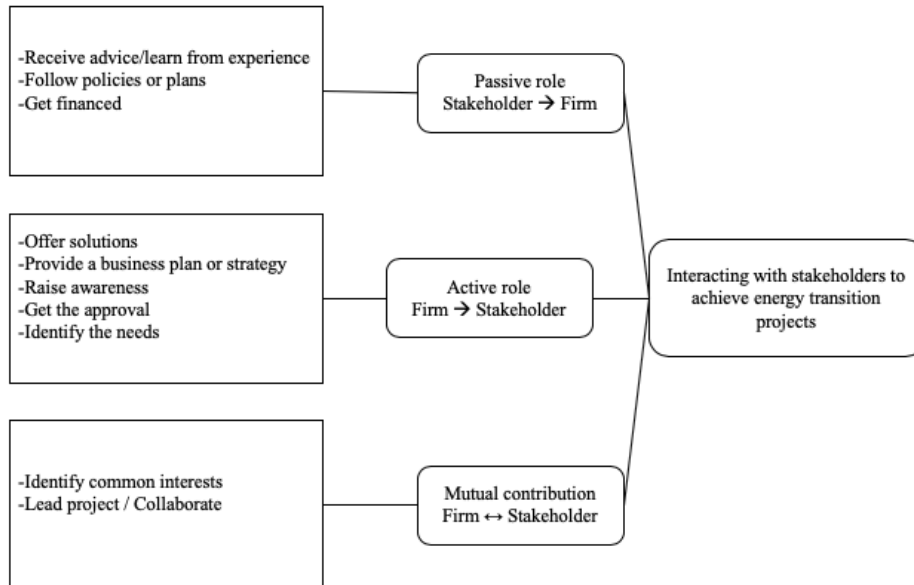 -Receive advice/learn from experience
-Follow policies or plans
-Get financed
Passive role
Stakeholder → Firm
-Offer solutions
-Provide a business plan or strategy
-Raise awareness
-Get the approval
-Identify the needs
Active role
Firm → Stakeholder
Interacting with stakeholders to
achieve energy transition
projects
-Identify common interests
-Lead project / Collaborate
Mutual contribution
Firm ↔ Stakeholder